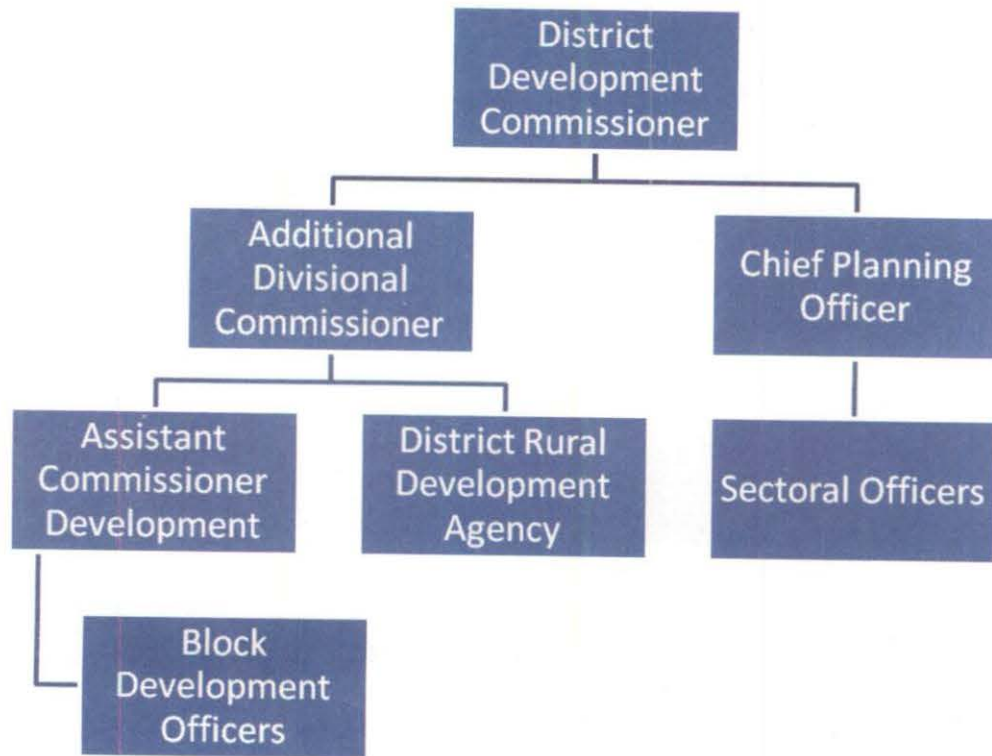 District
Development
Commissioner
Additional
Divisional
Commissioner
Chief Planning
Officer
Assistant
Commissioner
Development
District Rural
Development
Agency
Sectoral Officers
Block
Development
Officers